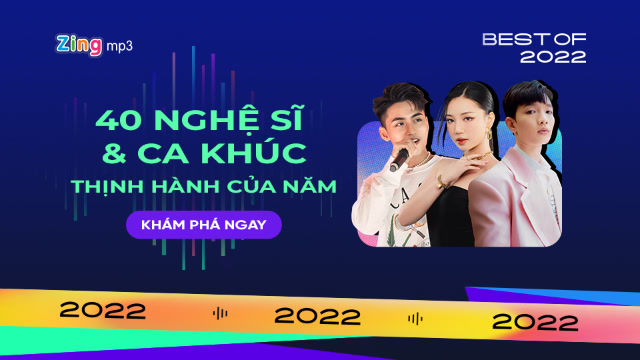 Zing mp3
BEST OF
2022
40 NGHỆ SĨ
& CA KHÚC
THỊNH HÀNH CỦA NĂM
KHÁM PHÁ NGAY
2022
2022
2022